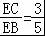 EC/EB = 3/5